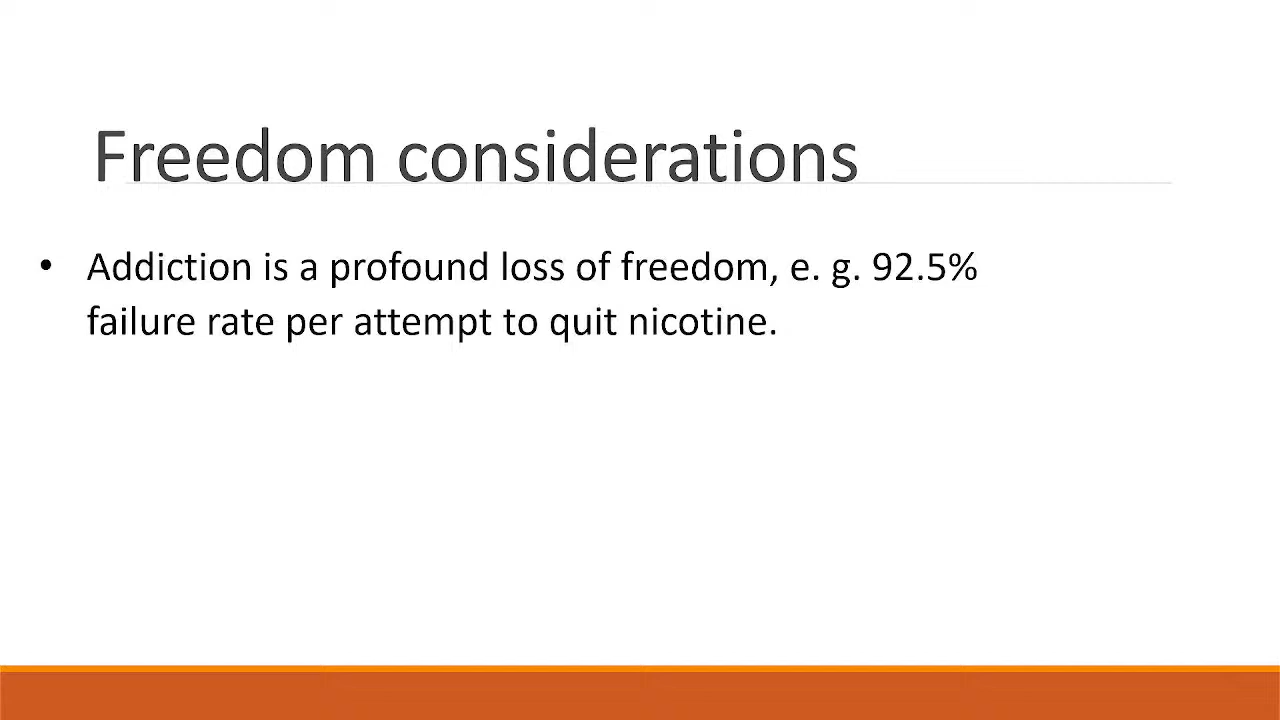 Freedom considerations
• Addiction is a profound loss of freedom, e. g. 92.5%
failure rate per attempt to quit nicotine.